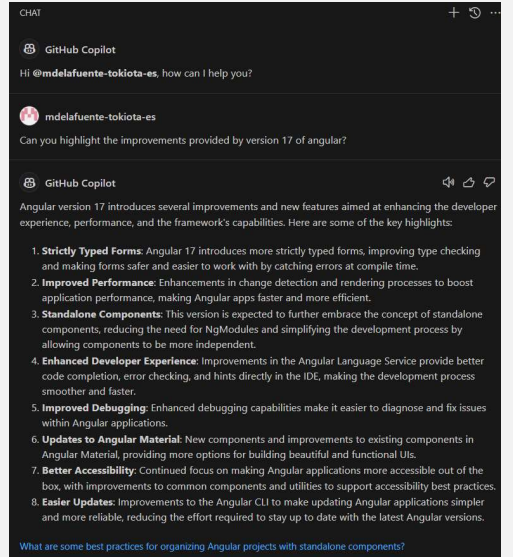 CHAT
GitHub Copilot
Hi @mdelafuente-tokiota-es, how can I help you?
mdelafuente-tokiota-es
Can you highlight the improvements provided by version 17 of angular?
GitHub Copilot
Angular version 17 introduces several improvements and new features aimed at enhancing the developer
experience, performance, and the framework's capabilities. Here are some of the key highlights:
1. Strictly Typed Forms: Angular 17 introduces more strictly typed forms, improving type checking
and making forms safer and easier to work with by catching errors at compile time.
2. Improved Performance: Enhancements in change detection and rendering processes to boost
application performance, making Angular apps faster and more efficient.
3. Standalone Components: This version is expected to further embrace the concept of standalone
components, reducing the need for NgModules and simplifying the development process by
allowing components to be more independent.
4. Enhanced Developer Experience: Improvements in the Angular Language Service provide better
code completion, error checking, and hints directly in the IDE, making the development process
smoother and faster.
5. Improved Debugging: Enhanced debugging capabilities make it easier to diagnose and fix issues
within Angular applications.
6. Updates to Angular Material: New components and improvements to existing components in
Angular Material, providing more options for building beautiful and functional UIs.
7. Better Accessibility: Continued focus on making Angular applications more accessible out of the
box, with improvements to common components and utilities to support accessibility best practices.
8. Easier Updates: Improvements to the Angular CLI to make updating Angular applications simpler
and more reliable, reducing the effort required to stay up to date with the latest Angular versions.
What are some best practices for organizing Angular projects with standalone components?